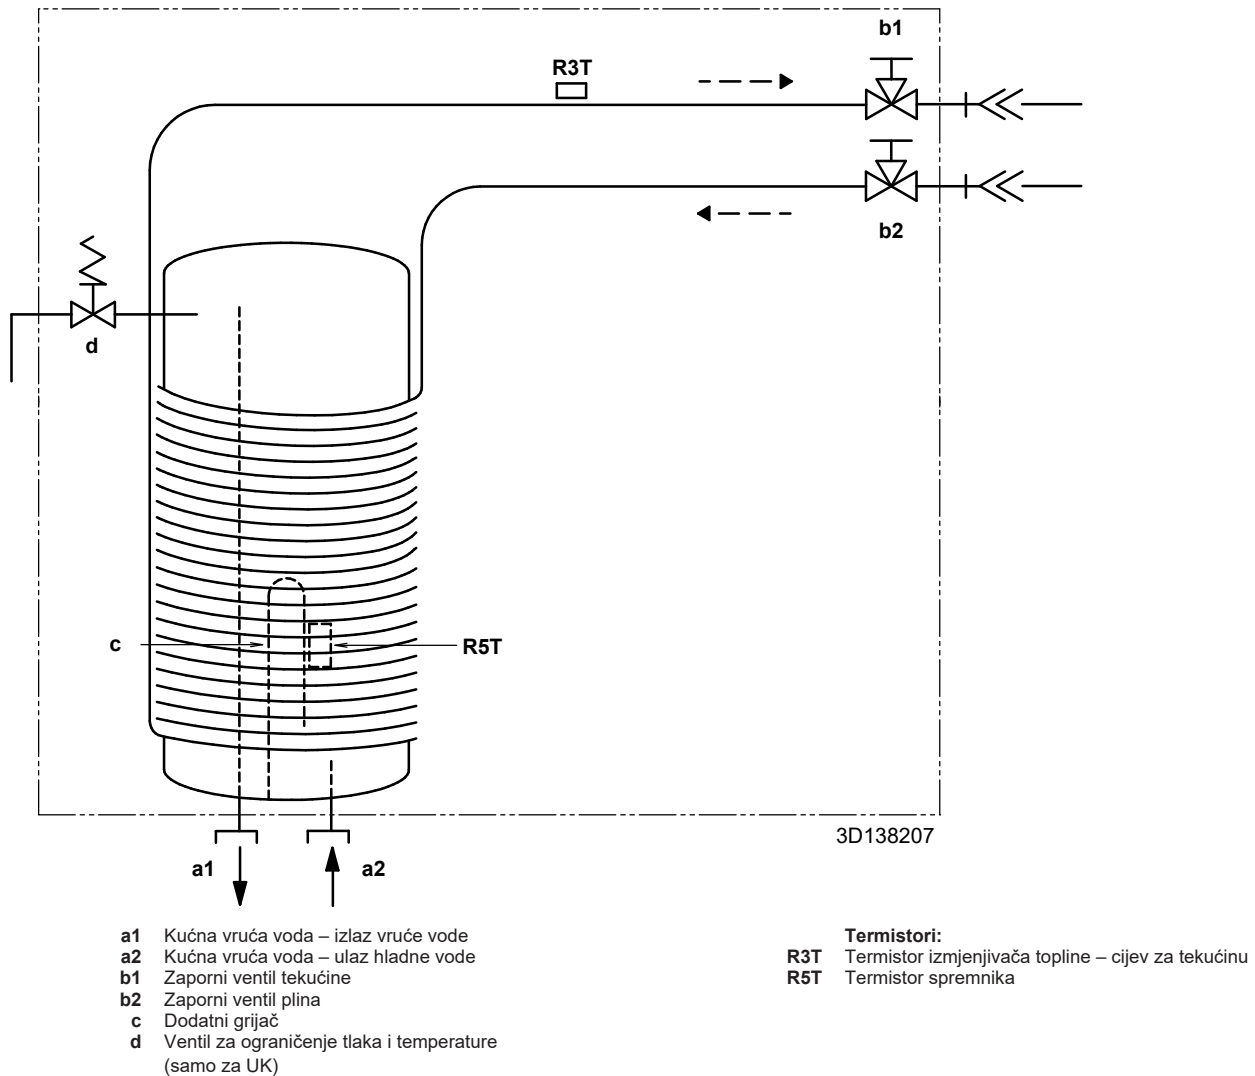 b1
R3T
b2
d
c
R5T
3D138207
a1
a2
a1 Kućna vruća voda – izlaz vruće vode
a2 Kućna vruća voda – ulaz hladne vode
b1 Zaporni ventil tekućine
b2 Zaporni ventil plina
c Dodatni grijač
d Ventil za ograničenje tlaka i temperature
(samo za UK)
Termistori:
R3T Termistor izmjenjivača topline – cijev za tekućinu
R5T Termistor spremnika